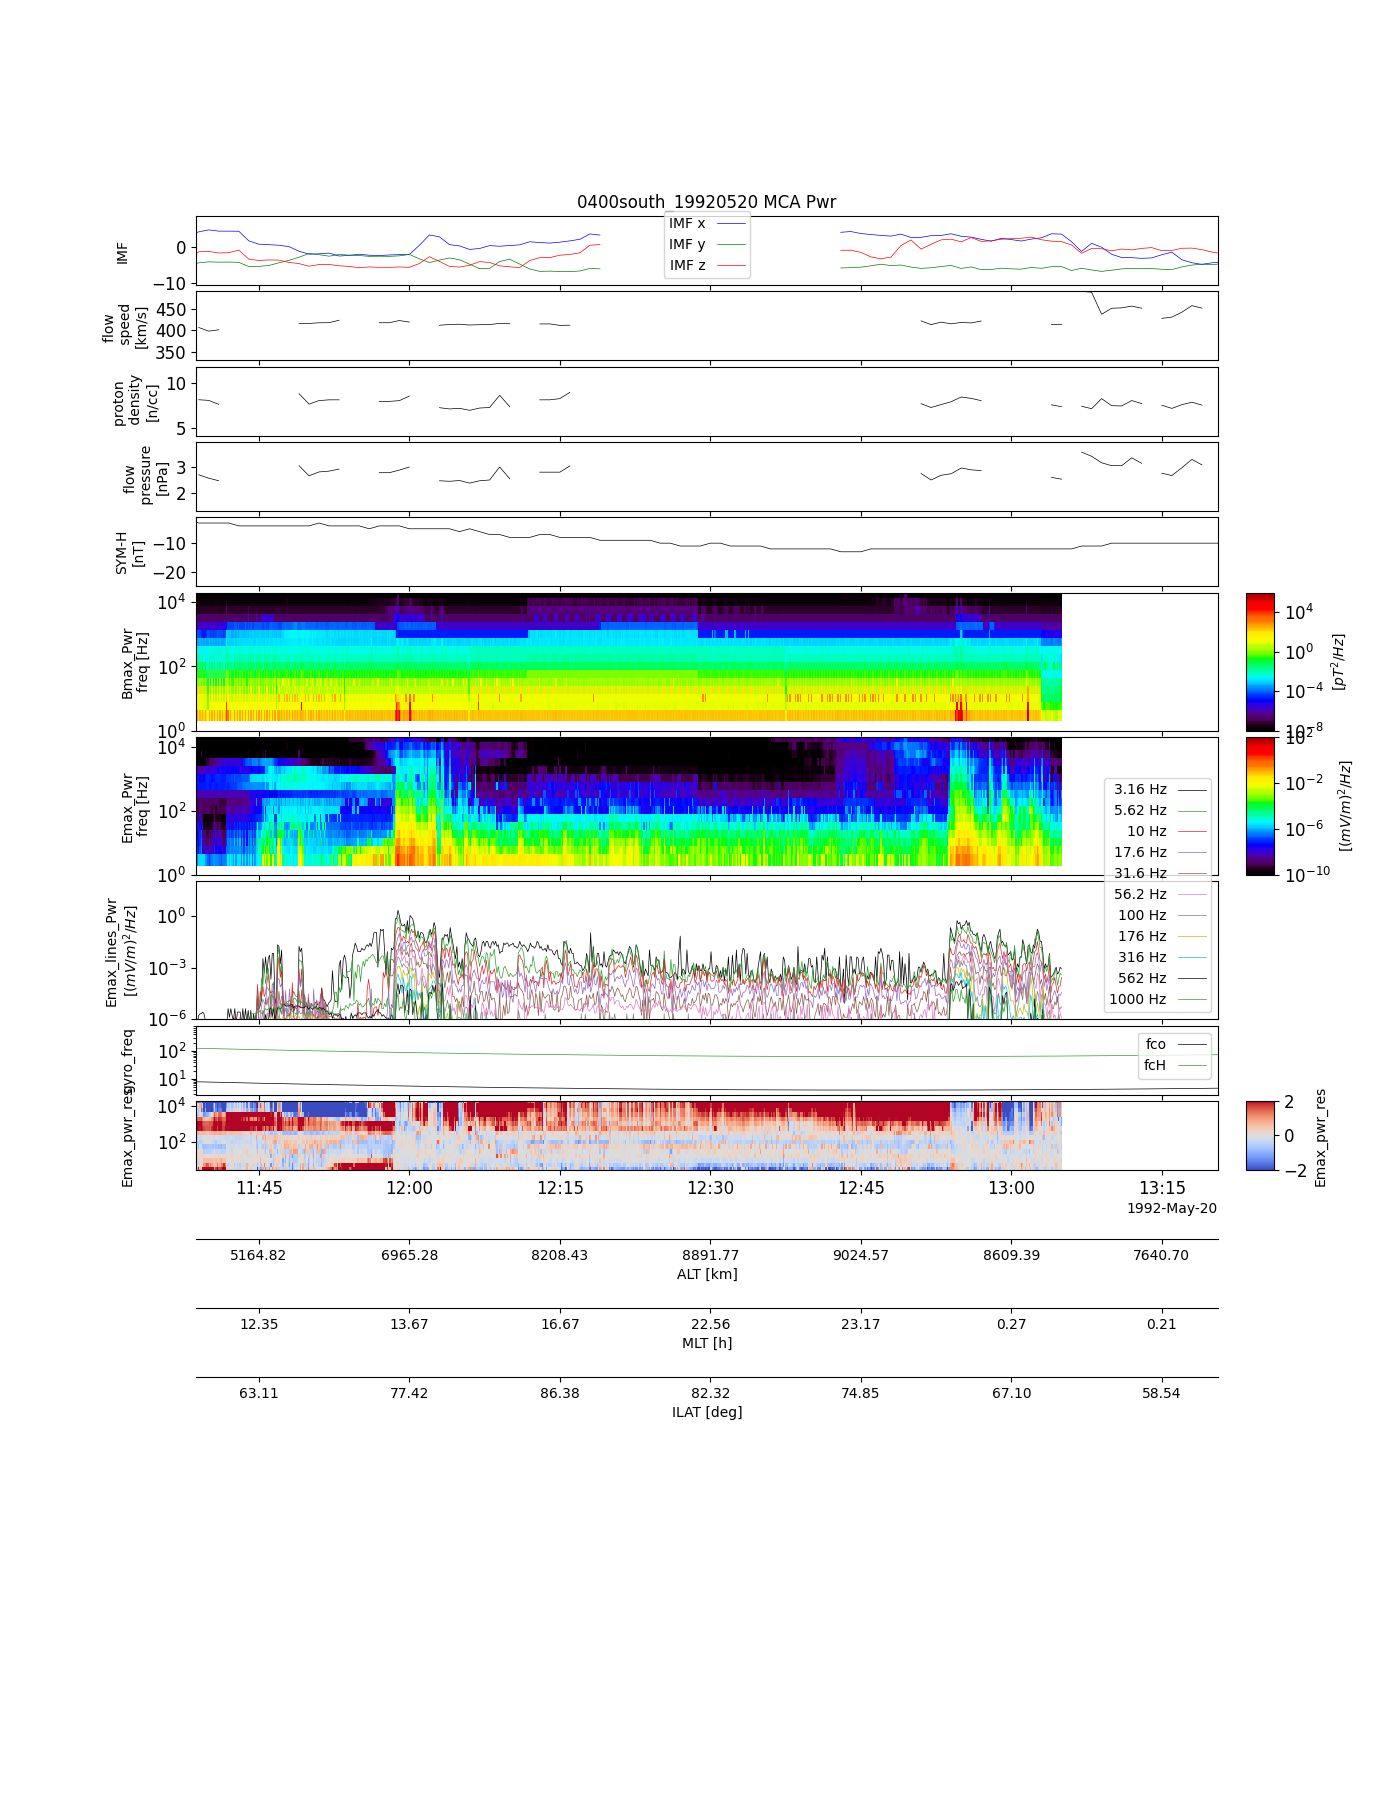 0400south_19920520 MCA Pwr
IMF
0
−10
IMF x
IMF y
IMF z
flow
speed
[km/s]
450
400
350
proton
density
[n/cc]
10
5
flow
pressure
[nPa]
3
2
SYM-H
[nT]
−10
−20
Bmax_Pwr
freq [Hz]
10^4
10^2
10^0
10^4
10^0
10^−4
10^−8
[pT^2/Hz]
Emax_Pwr
freq [Hz]
10^4
10^2
10^0
10^2
10^−2
10^−6
10^−10
[(mV/m)^2/Hz]
3.16 Hz
5.62 Hz
10 Hz
17.6 Hz
31.6 Hz
56.2 Hz
100 Hz
176 Hz
316 Hz
562 Hz
1000 Hz
Emax_lines_Pwr
[(mV/m)^2/Hz]
10^0
10^−3
10^−6
gyro_freq
10^2
10^1
fco
fcH
Emax_pwr_res
10^4
10^2
2
0
−2
Emax_pwr_res
11:45 12:00 12:15 12:30 12:45 13:00 13:15
1992-May-20
5164.82 6965.28 8208.43 8891.77 9024.57 8609.39 7640.70
ALT [km]
12.35 13.67 16.67 22.56 23.17 0.27 0.21
MLT [h]
63.11 77.42 86.38 82.32 74.85 67.10 58.54
ILAT [deg]